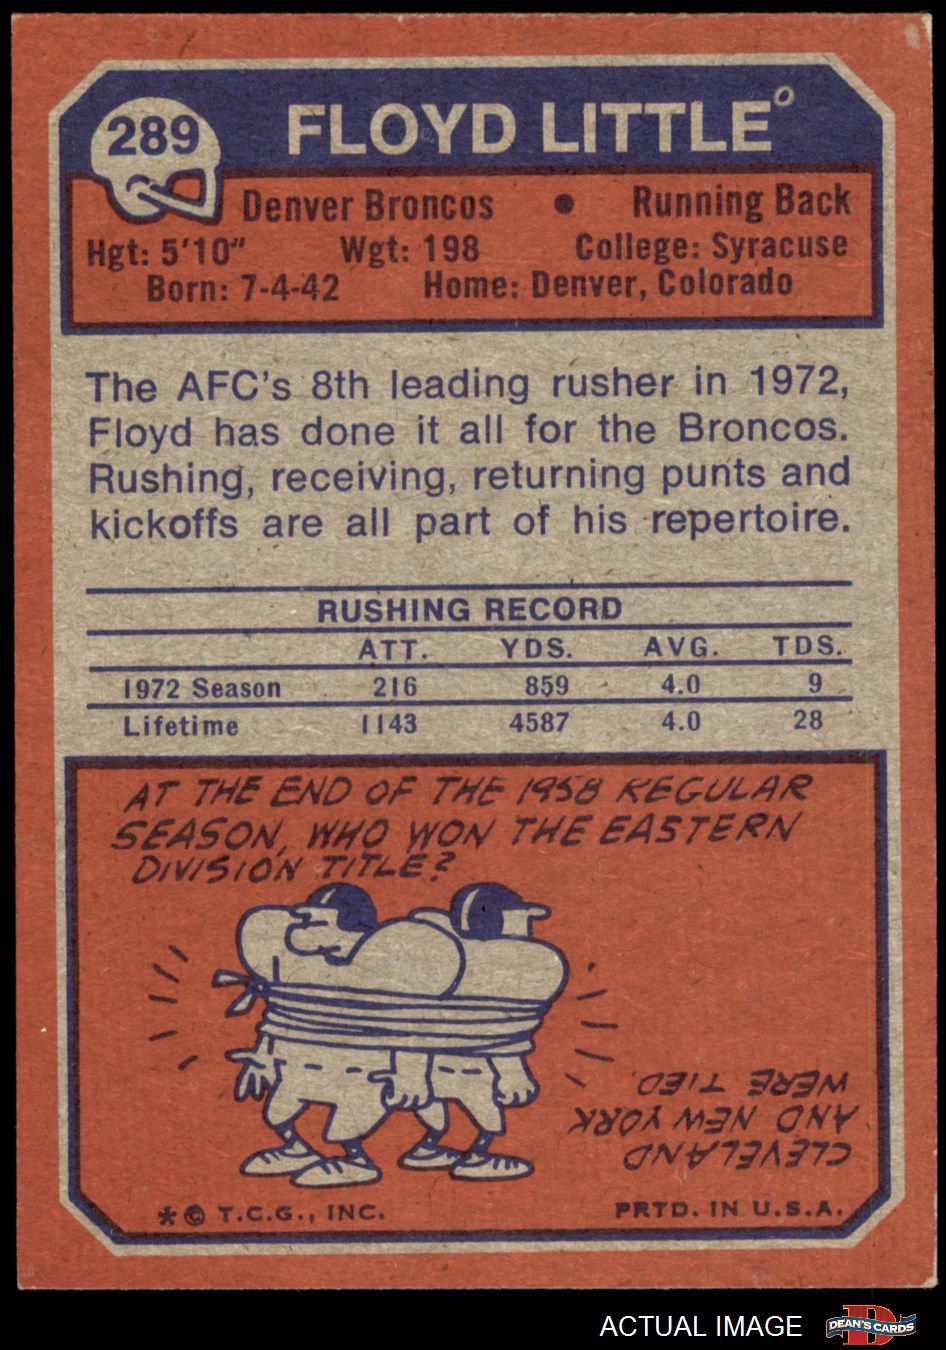 289
FLOYD LITTLE
Denver Broncos • Running Back
Hgt: 5'10" Wgt: 198 College: Syracuse
Born: 7-4-42 Home: Denver, Colorado
The AFC's 8th leading rusher in 1972,
Floyd has done it all for the Broncos.
Rushing, receiving, returning punts and
kickoffs are all part of his repertoire.
RUSHING RECORD
ATT. YDS. AVG. TDS.
1972 Season 216 859 4.0 9
Lifetime 1143 4587 4.0 28
AT THE END OF THE 1958 REGULAR
SEASON, WHO WON THE EASTERN
DIVISION TITLE?
CLEVELAND
AND NEW YORK
WERE TIED.
* © T.C.G., INC. PRTD. IN U.S.A.
ACTUAL IMAGE
D
DEAN'S CARDS